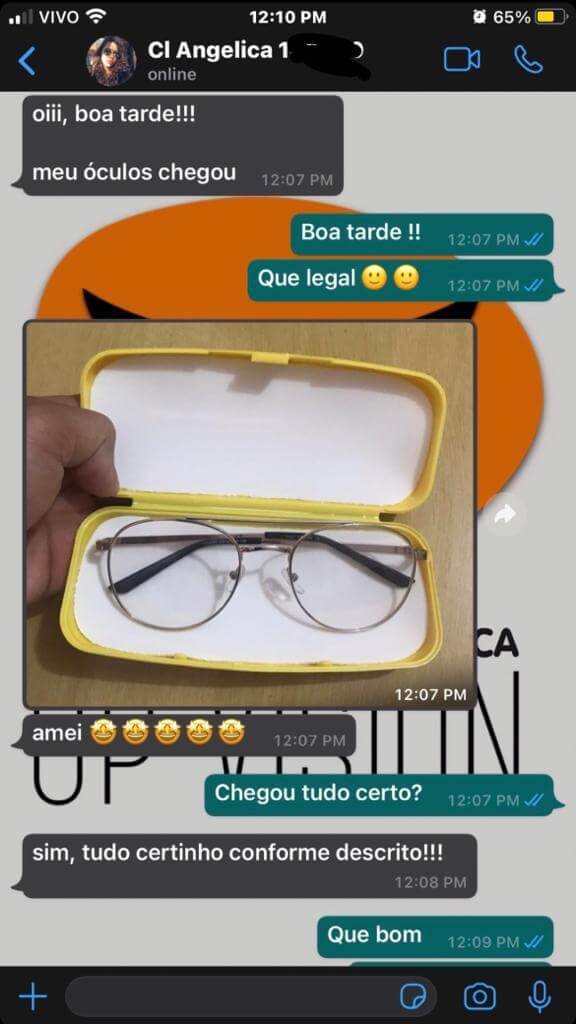 VIVO 12:10 PM 65%
Cl Angelica 1
online
oiii, boa tarde!!!
meu óculos chegou 12:07 PM
Boa tarde !! 12:07 PM
Que legal🙂🙂 12:07 PM
12:07 PM
CA
UP VISION
amei 🤩🤩🤩🤩🤩 12:07 PM
Chegou tudo certo? 12:07 PM
sim, tudo certinho conforme descrito!!!
12:08 PM
Que bom 12:09 PM